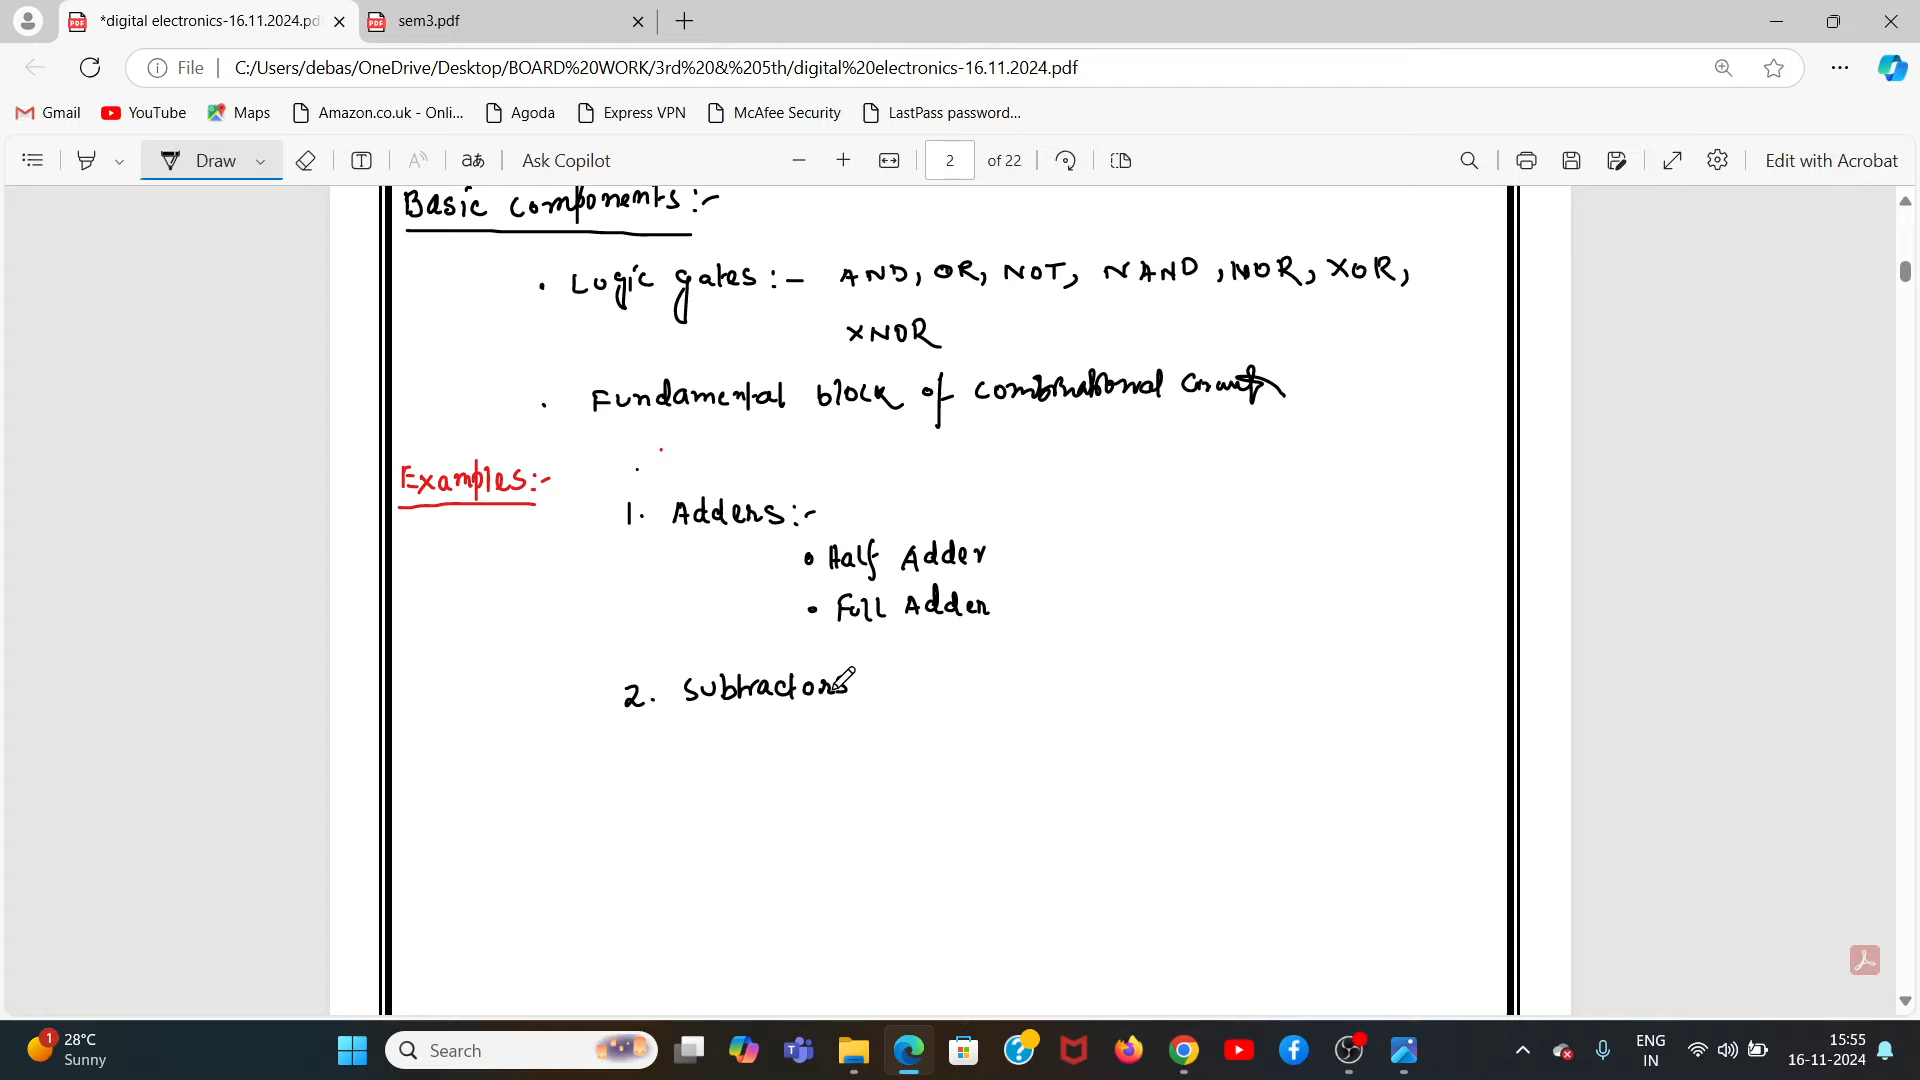 *digital electronics-16.11.2024.pd
sem3.pdf
File
C:/Users/debas/OneDrive/Desktop/BOARD%20WORK/3rd%20&%205th/digital%20electronics-16.11.2024.pdf
Gmail
YouTube
Maps
Amazon.co.uk - Onli...
Agoda
Express VPN
McAfee Security
LastPass password...
Draw
Ask Copilot
2 of 22
Edit with Acrobat
Basic components :-
. Logic gates :- AND, OR, NOT, NAND, NOR, XOR,
XNOR
. Fundamental block of combinational circuit
Examples:-
1. Adders:-
• Half Adder
• Full Adder
2. Subtractors
1
28°C
Sunny
Search
ENG
IN
15:55
16-11-2024